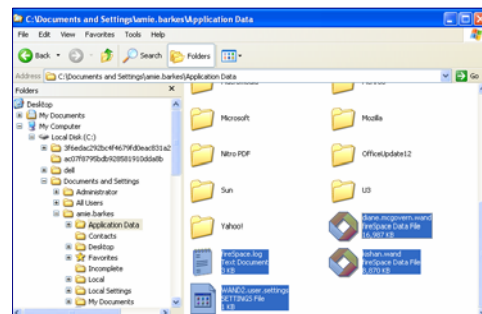 C:\Documents and Settings\amie.barkes\Application Data
File Edit View Favorites Tools Help
Back Search Folders
Address C:\Documents and Settings\amie.barkes\Application Data Go
Folders
Desktop
My Documents
My Computer
Local Disk (C:)
3f6edac292bc4f4679fd0eac831a2
ac07f8795bdb928581910dda8b
dell
Documents and Settings
Administrator
All Users
amie.barkes
Application Data
Contacts
Desktop
Favorites
Incomplete
Local
Local Settings
My Documents
Microsoft
Mozilla
Nitro PDF
OfficeUpdate12
Sun
U3
Yahoo!
diane.mcgovern.wand
fireSpace Data File
16,987 KB
fireSpace.log
Text Document
3 KB
kishan.wand
fireSpace Data File
8,070 KB
WAND2.user.settings
SETTINGS File
1 KB